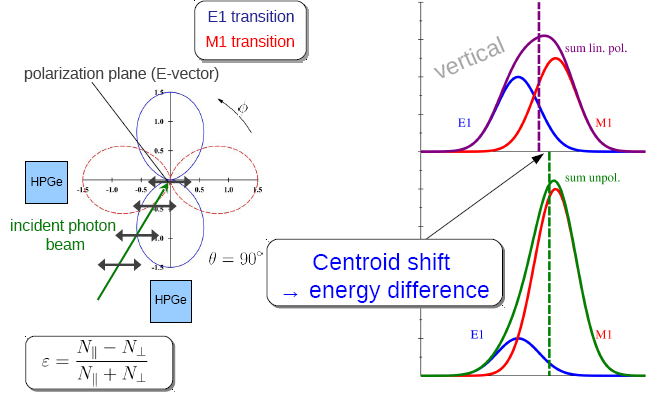 E1 transition
M1 transition
polarization plane (E-vector)
ϕ
1.5
1.0
0.5
-1.5
-1.0
-0.5
0.5
1.0
1.5
-1.0
-1.5
HPGe
incident photon
beam
θ = 90°
HPGe
ε = (N∥ − N⊥) / (N∥ + N⊥)
vertical
sum lin. pol.
E1
M1
sum unpol.
Centroid shift
→ energy difference
E1
M1